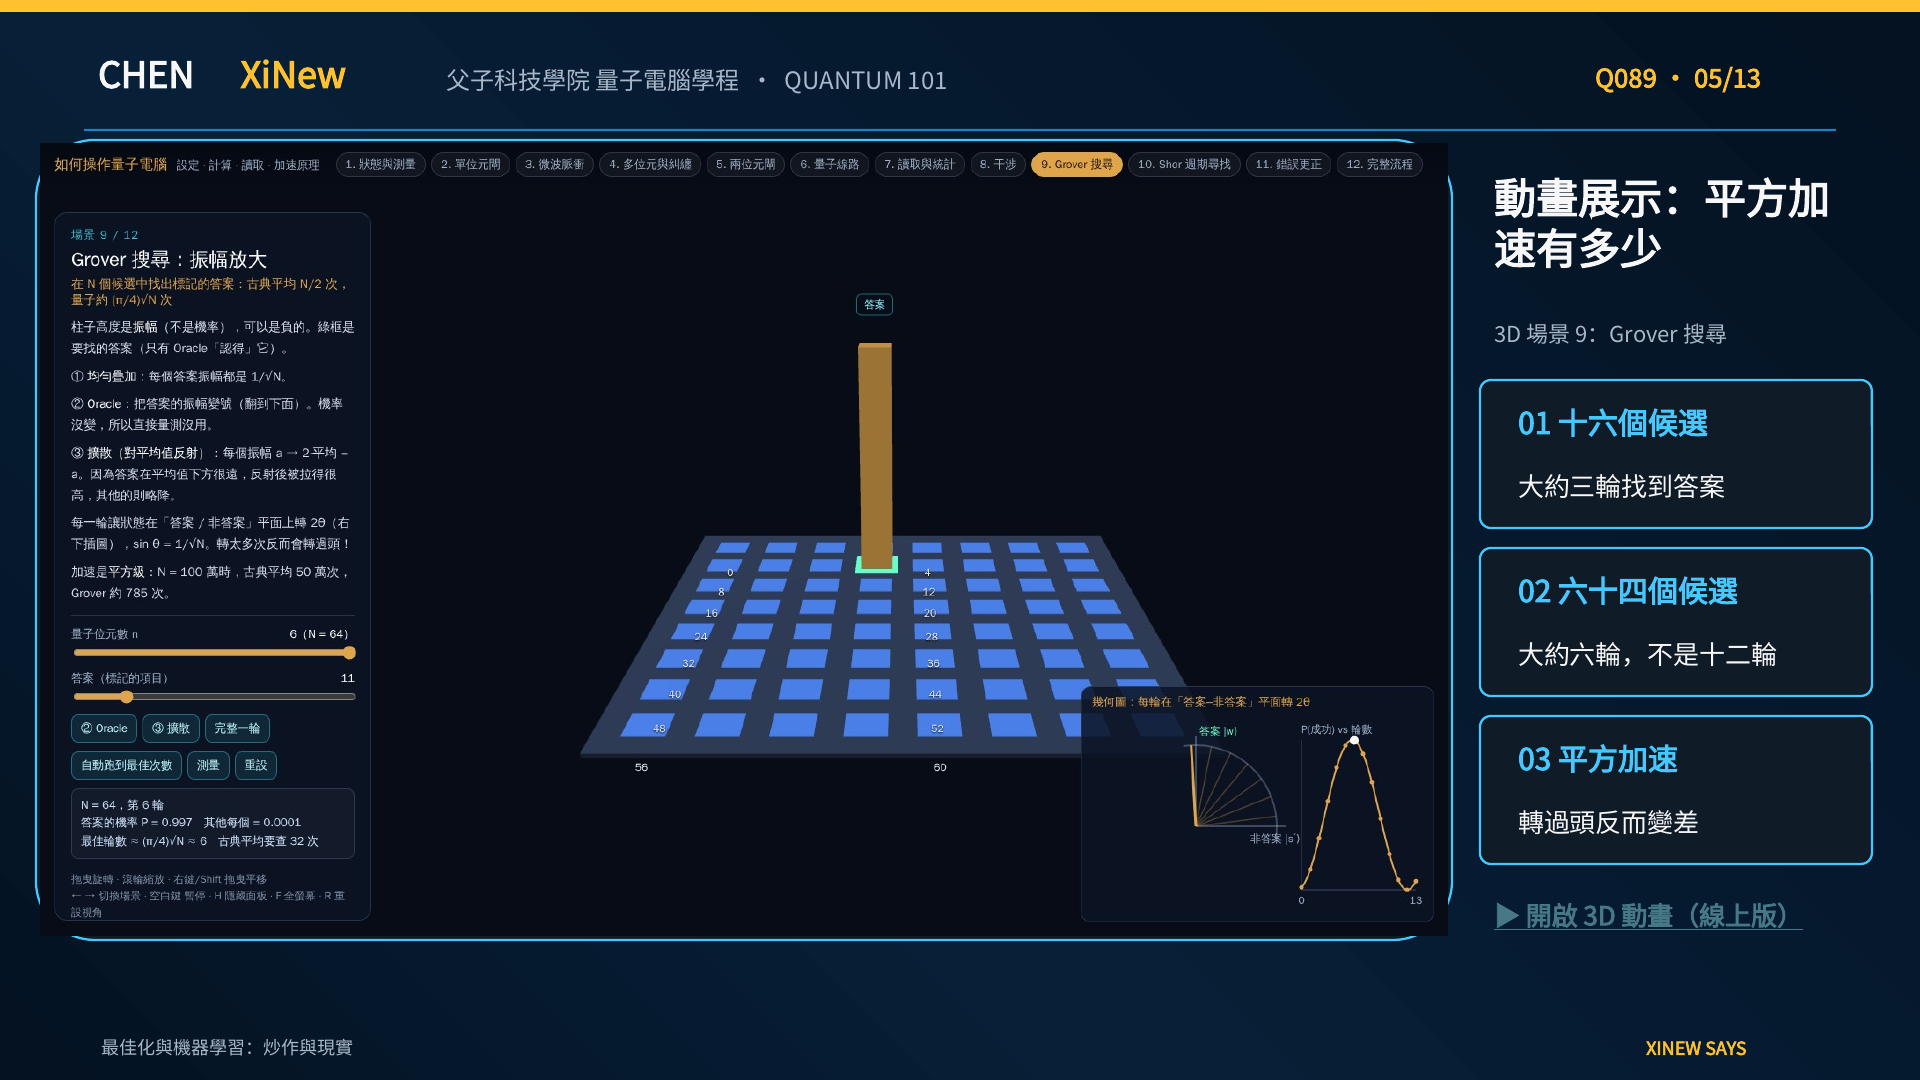 CHEN XiNew
父子科技學院 量子電腦學程 • QUANTUM 101
Q089 • 05/13
如何操作量子電腦 設定 · 計算 · 讀取 · 加速原理
1. 狀態與測量
2. 單位元閘
3. 微波脈衝
4. 多位元與糾纏
5. 兩位元閘
6. 量子線路
7. 讀取與統計
8. 干涉
9. Grover 搜尋
10. Shor 週期尋找
11. 錯誤更正
12. 完整流程
場景 9 / 12
Grover 搜尋：振幅放大
在 N 個候選中找出標記的答案：古典平均 N/2 次，
量子約 (π/4)√N 次
柱子高度是振幅（不是機率），可以是負的。綠框是
要找的答案（只有 Oracle「認得」它）。
① 均勻疊加：每個答案振幅都是 1/√N。
② Oracle：把答案的振幅變號（翻到下面）。機率
沒變，所以直接量測沒用。
③ 擴散（對平均值反射）：每個振幅 a → 2·平均 −
a。因為答案在平均值下方很遠，反射後被拉得很
高，其他的則略降。
每一輪讓狀態在「答案 / 非答案」平面上轉 2θ（右
下插圖），sin θ = 1/√N。轉太多次反而會轉過頭！
加速是平方級：N = 100 萬時，古典平均 50 萬次，
Grover 約 785 次。
量子位元數 n 6（N = 64）
答案（標記的項目） 11
② Oracle
③ 擴散
完整一輪
自動跑到最佳次數
測量
重設
N = 64，第 6 輪
答案的機率 P = 0.997 其他每個 = 0.0001
最佳輪數 ≈ (π/4)√N ≈ 6 古典平均要查 32 次
拖曳旋轉 · 滾輪縮放 · 右鍵/Shift 拖曳平移
← → 切換場景 · 空白鍵 暫停 · H 隱藏面板 · F 全螢幕 · R 重
設視角
答案
0 4
8 12
16 20
24 28
32 36
40 44
48 52
56 60
幾何圖：每輪在「答案–非答案」平面轉 2θ
答案 |w⟩
非答案 |s'⟩
P(成功) vs 輪數
0 13
動畫展示：平方加
速有多少
3D 場景 9：Grover 搜尋
01 十六個候選
大約三輪找到答案
02 六十四個候選
大約六輪，不是十二輪
03 平方加速
轉過頭反而變差
▶ 開啟 3D 動畫（線上版）
最佳化與機器學習：炒作與現實
XINEW SAYS